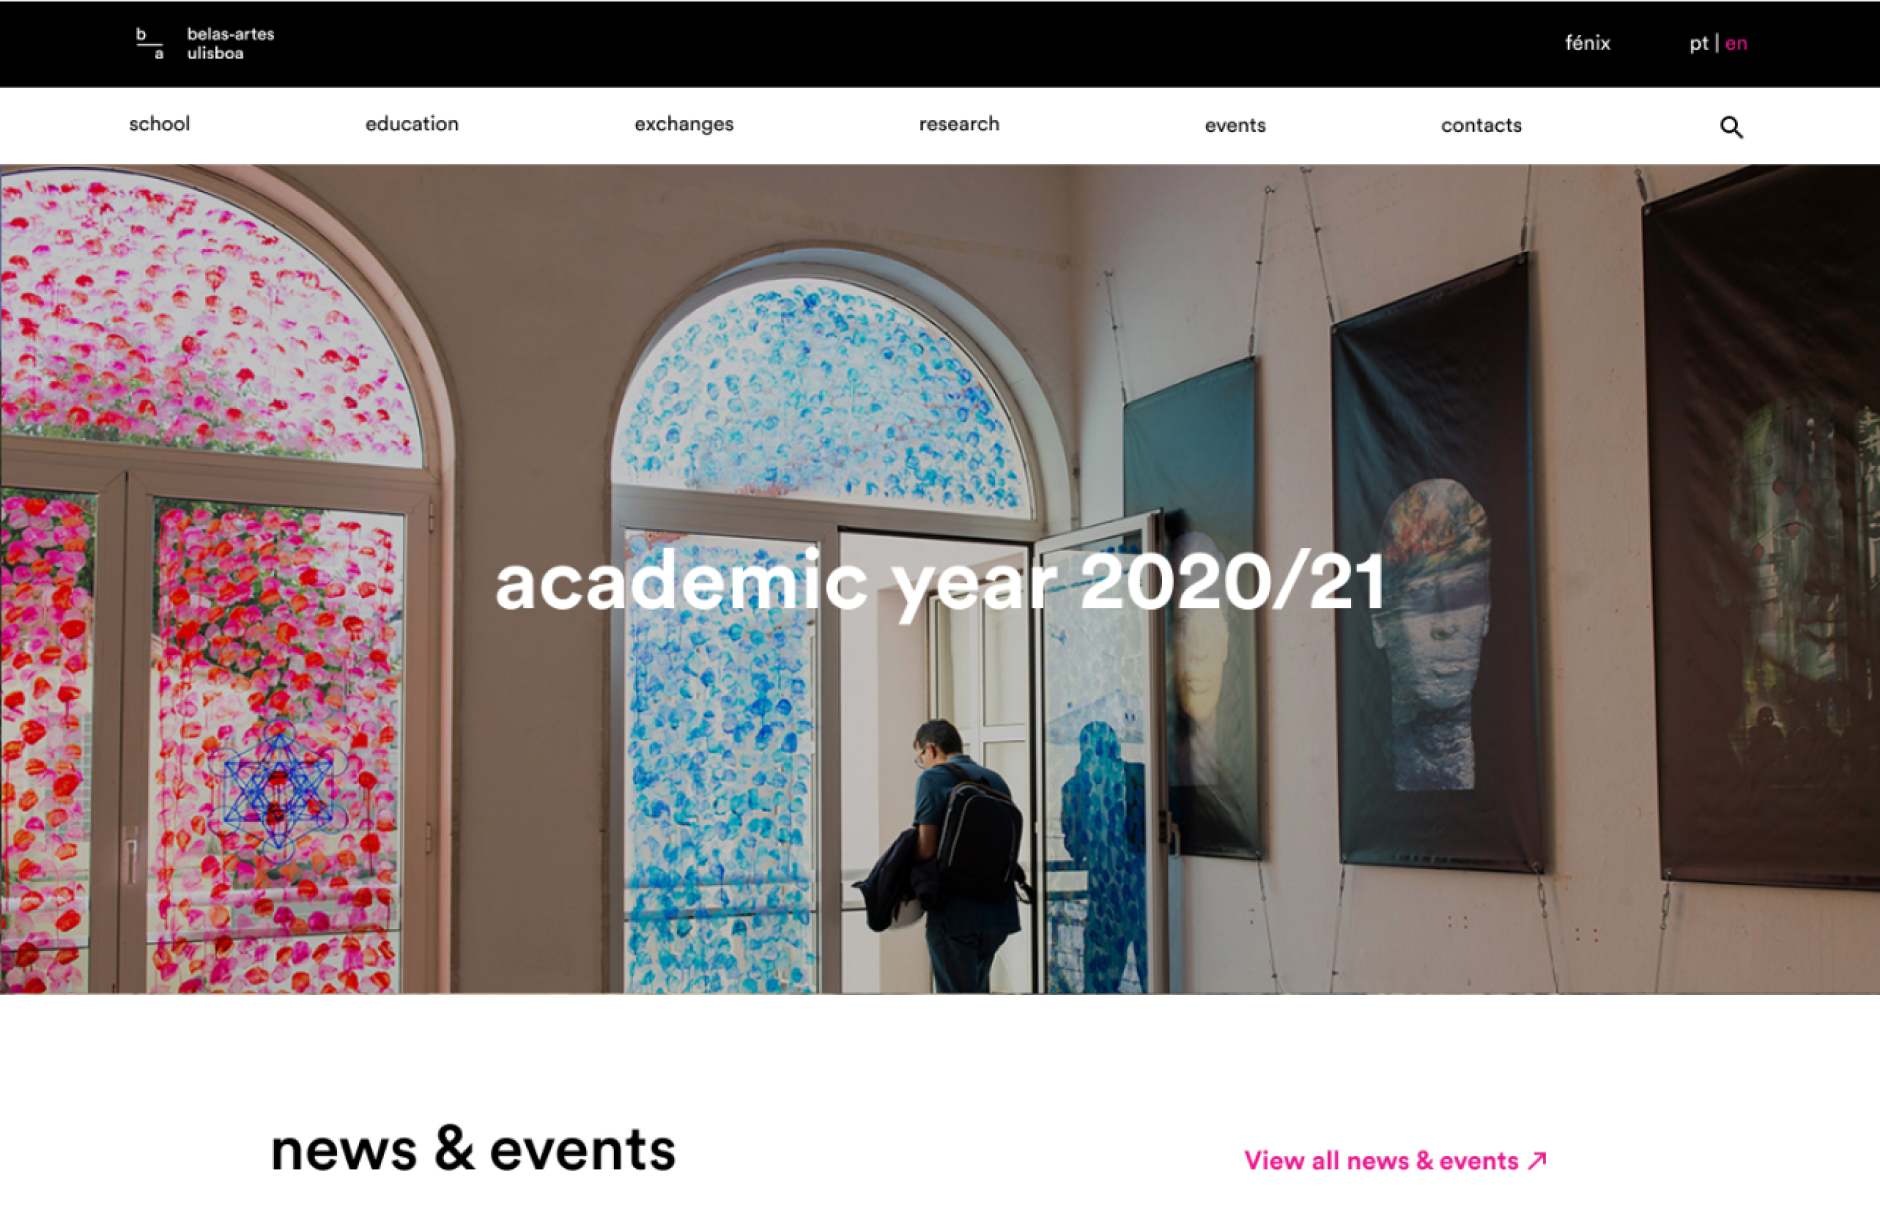 b
a
belas-artes
ulisboa
fénix
pt | en
school
education
exchanges
research
events
contacts
academic year 2020/21
news & events
View all news & events ↗